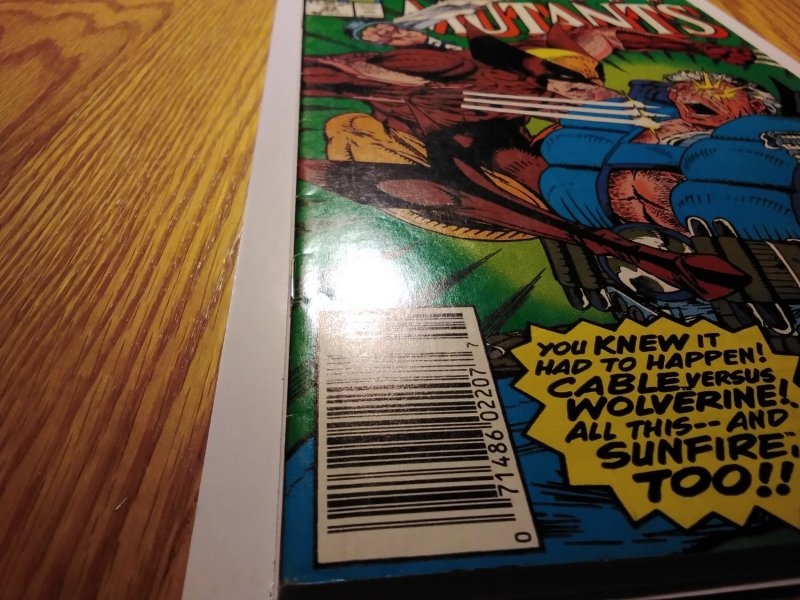 MUTANTS
YOU KNEW IT
HAD TO HAPPEN!
CABLE VERSUS
WOLVERINE!
ALL THIS-- AND
SUNFIRE,
TOO!!
0 71486 02207 7